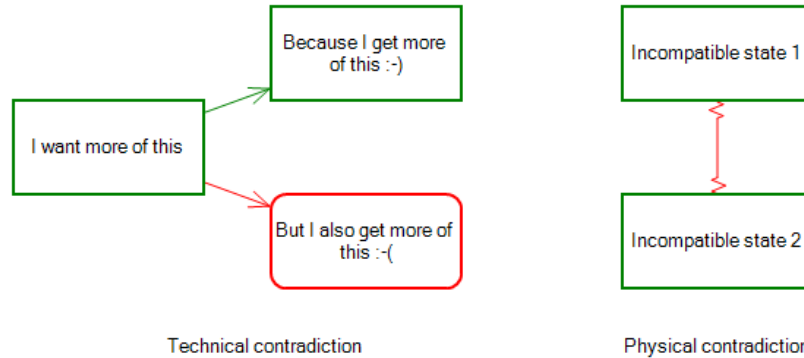 Because I get more
of this :-)
Incompatible state 1
I want more of this
But I also get more of
this :-(
Incompatible state 2
Technical contradiction
Physical contradiction